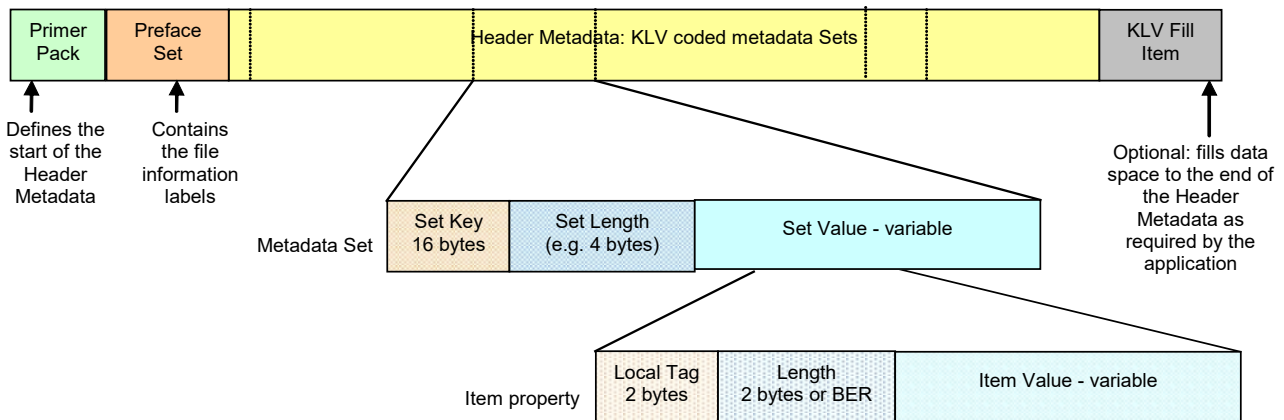 Primer
Pack
Preface
Set
Header Metadata: KLV coded metadata Sets
KLV Fill
Item
Defines the
start of the
Header
Metadata
Contains
the file
information
labels
Optional: fills data
space to the end of
the Header
Metadata as
required by the
application
Metadata Set
Set Key
16 bytes
Set Length
(e.g. 4 bytes)
Set Value - variable
Item property
Local Tag
2 bytes
Length
2 bytes or BER
Item Value - variable